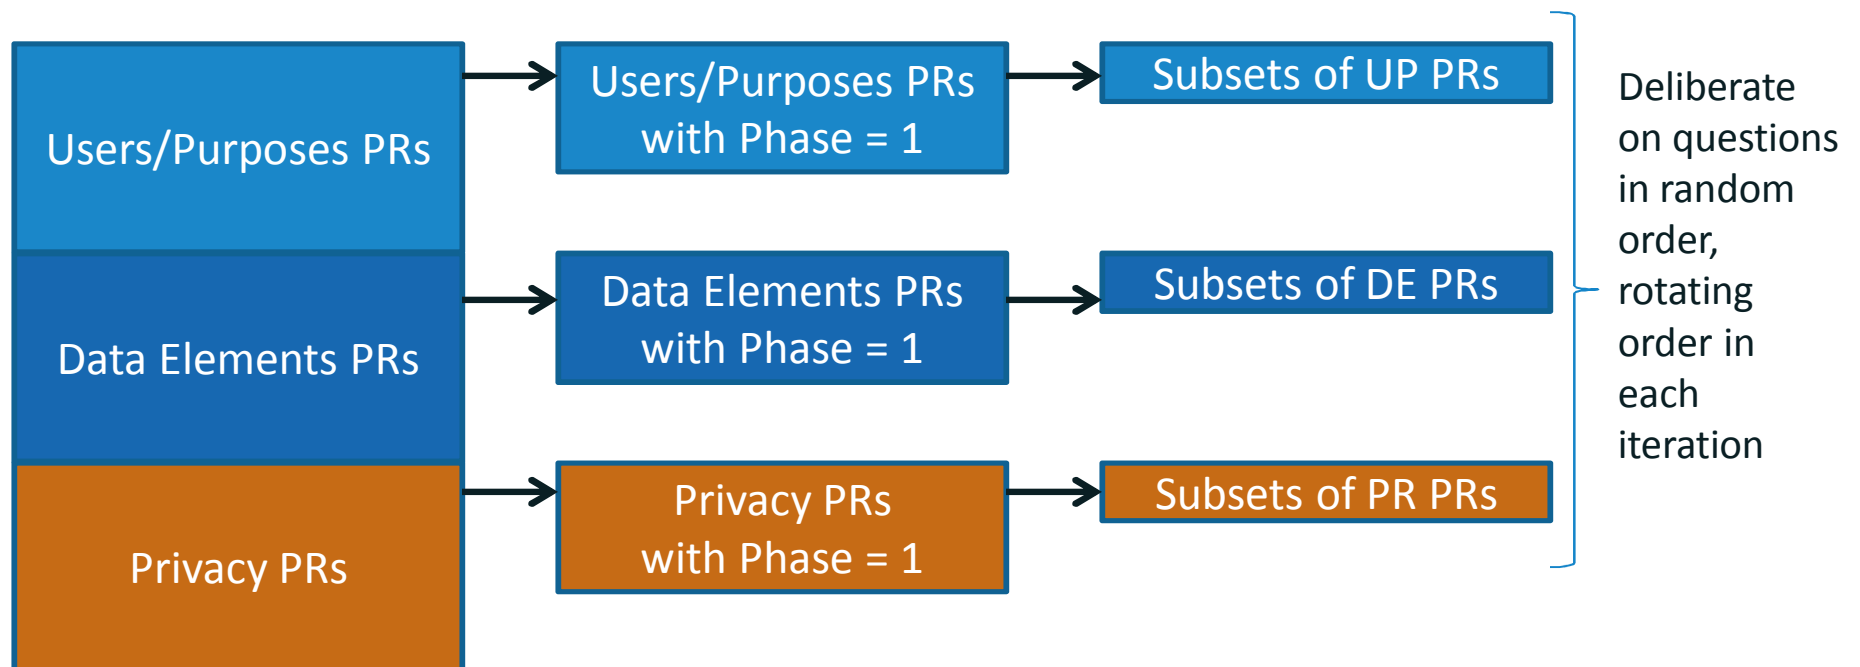 Users/Purposes PRs
Users/Purposes PRs
with Phase = 1
Subsets of UP PRs
Data Elements PRs
Data Elements PRs
with Phase = 1
Subsets of DE PRs
Privacy PRs
Privacy PRs
with Phase = 1
Subsets of PR PRs
Deliberate
on questions
in random
order,
rotating
order in
each
iteration